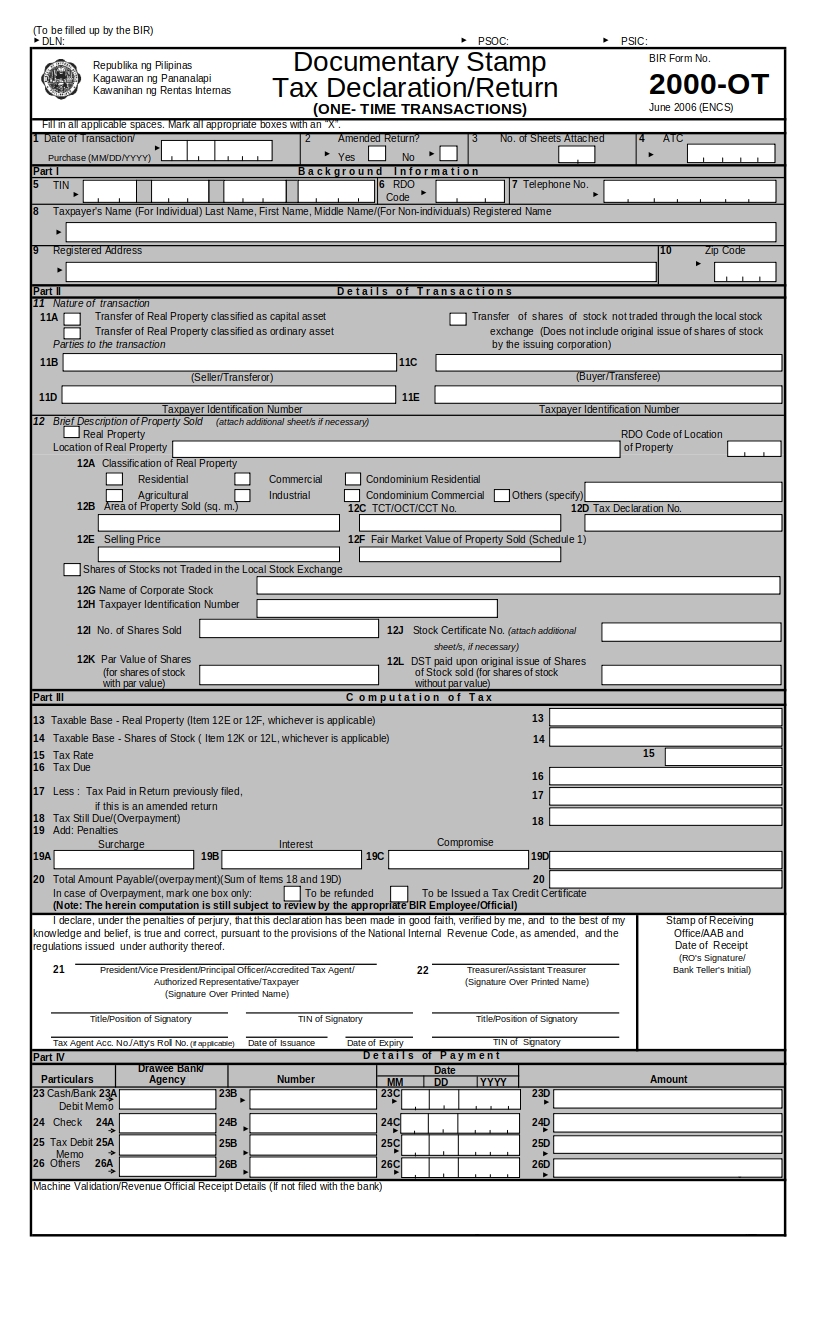 (To be filled up by the BIR)
DLN: PSOC: PSIC:
Republika ng Pilipinas
Kagawaran ng Pananalapi
Kawanihan ng Rentas Internas
Documentary Stamp
Tax Declaration/Return
(ONE- TIME TRANSACTIONS)
BIR Form No.
2000-OT
June 2006 (ENCS)
Fill in all applicable spaces. Mark all appropriate boxes with an "X".
1 Date of Transaction/ 2 Amended Return? 3 No. of Sheets Attached 4 ATC
Purchase (MM/DD/YYYY) Yes No
Part I Background Information
5 TIN 6 RDO 7 Telephone No.
Code
8 Taxpayer's Name (For Individual) Last Name, First Name, Middle Name/(For Non-individuals) Registered Name
9 Registered Address 10 Zip Code
Part II Details of Transactions
11 Nature of transaction
11A Transfer of Real Property classified as capital asset Transfer of shares of stock not traded through the local stock
Transfer of Real Property classified as ordinary asset exchange (Does not include original issue of shares of stock
Parties to the transaction by the issuing corporation)
11B 11C
(Seller/Transferor) (Buyer/Transferee)
11D 11E
Taxpayer Identification Number Taxpayer Identification Number
12 Brief Description of Property Sold (attach additional sheet/s if necessary)
Real Property RDO Code of Location
Location of Real Property of Property
12A Classification of Real Property
Residential Commercial Condominium Residential
Agricultural Industrial Condominium Commercial Others (specify)
12B Area of Property Sold (sq. m.) 12C TCT/OCT/CCT No. 12D Tax Declaration No.
12E Selling Price 12F Fair Market Value of Property Sold (Schedule 1)
Shares of Stocks not Traded in the Local Stock Exchange
12G Name of Corporate Stock
12H Taxpayer Identification Number
12I No. of Shares Sold 12J Stock Certificate No. (attach additional
sheet/s, if necessary)
12K Par Value of Shares 12L DST paid upon original issue of Shares
(for shares of stock of Stock sold (for shares of stock
with par value) without par value)
Part III Computation of Tax
13 Taxable Base - Real Property (Item 12E or 12F, whichever is applicable) 13
14 Taxable Base - Shares of Stock ( Item 12K or 12L, whichever is applicable) 14
15 Tax Rate 15
16 Tax Due 16
17 Less : Tax Paid in Return previously filed, 17
if this is an amended return
18 Tax Still Due/(Overpayment) 18
19 Add: Penalties
Surcharge Interest Compromise
19A 19B 19C 19D
20 Total Amount Payable/(overpayment)(Sum of Items 18 and 19D) 20
In case of Overpayment, mark one box only: To be refunded To be Issued a Tax Credit Certificate
(Note: The herein computation is still subject to review by the appropriate BIR Employee/Official)
I declare, under the penalties of perjury, that this declaration has been made in good faith, verified by me, and to the best of my
knowledge and belief, is true and correct, pursuant to the provisions of the National Internal Revenue Code, as amended, and the
regulations issued under authority thereof.
Stamp of Receiving
Office/AAB and
Date of Receipt
(RO's Signature/
Bank Teller's Initial)
21 President/Vice President/Principal Officer/Accredited Tax Agent/ 22 Treasurer/Assistant Treasurer
Authorized Representative/Taxpayer (Signature Over Printed Name)
(Signature Over Printed Name)
Title/Position of Signatory TIN of Signatory Title/Position of Signatory
Tax Agent Acc. No./Atty's Roll No. (if applicable) Date of Issuance Date of Expiry TIN of Signatory
Part IV Details of Payment
Particulars Drawee Bank/ Agency Number Date Amount
MM DD YYYY
23 Cash/Bank 23A 23B 23C 23D
Debit Memo
24 Check 24A 24B 24C 24D
25 Tax Debit 25A 25B 25C 25D
Memo
26 Others 26A 26B 26C 26D
Machine Validation/Revenue Official Receipt Details (If not filed with the bank)